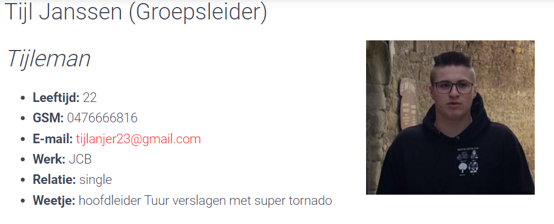 Tijl Janssen (Groepsleider)
Tijleman
• Leeftijd: 22
• GSM: 0476666816
• E-mail: tijlanjer23@gmail.com
• Werk: JCB
• Relatie: single
• Weetje: hoofdleider Tuur verslagen met super tornado